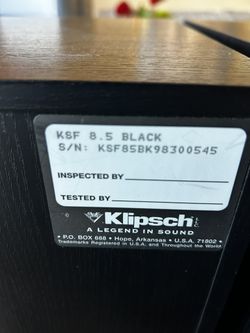 KSF 8.5 BLACK
S/N: KSF85BK98300545
INSPECTED BY
TESTED BY
Klipsch
A LEGEND IN SOUND
• P.O. BOX 688 • Hope, Arkansas • U.S.A. 71802 •
Trademarks Registered in U.S.A. and Throughout the World